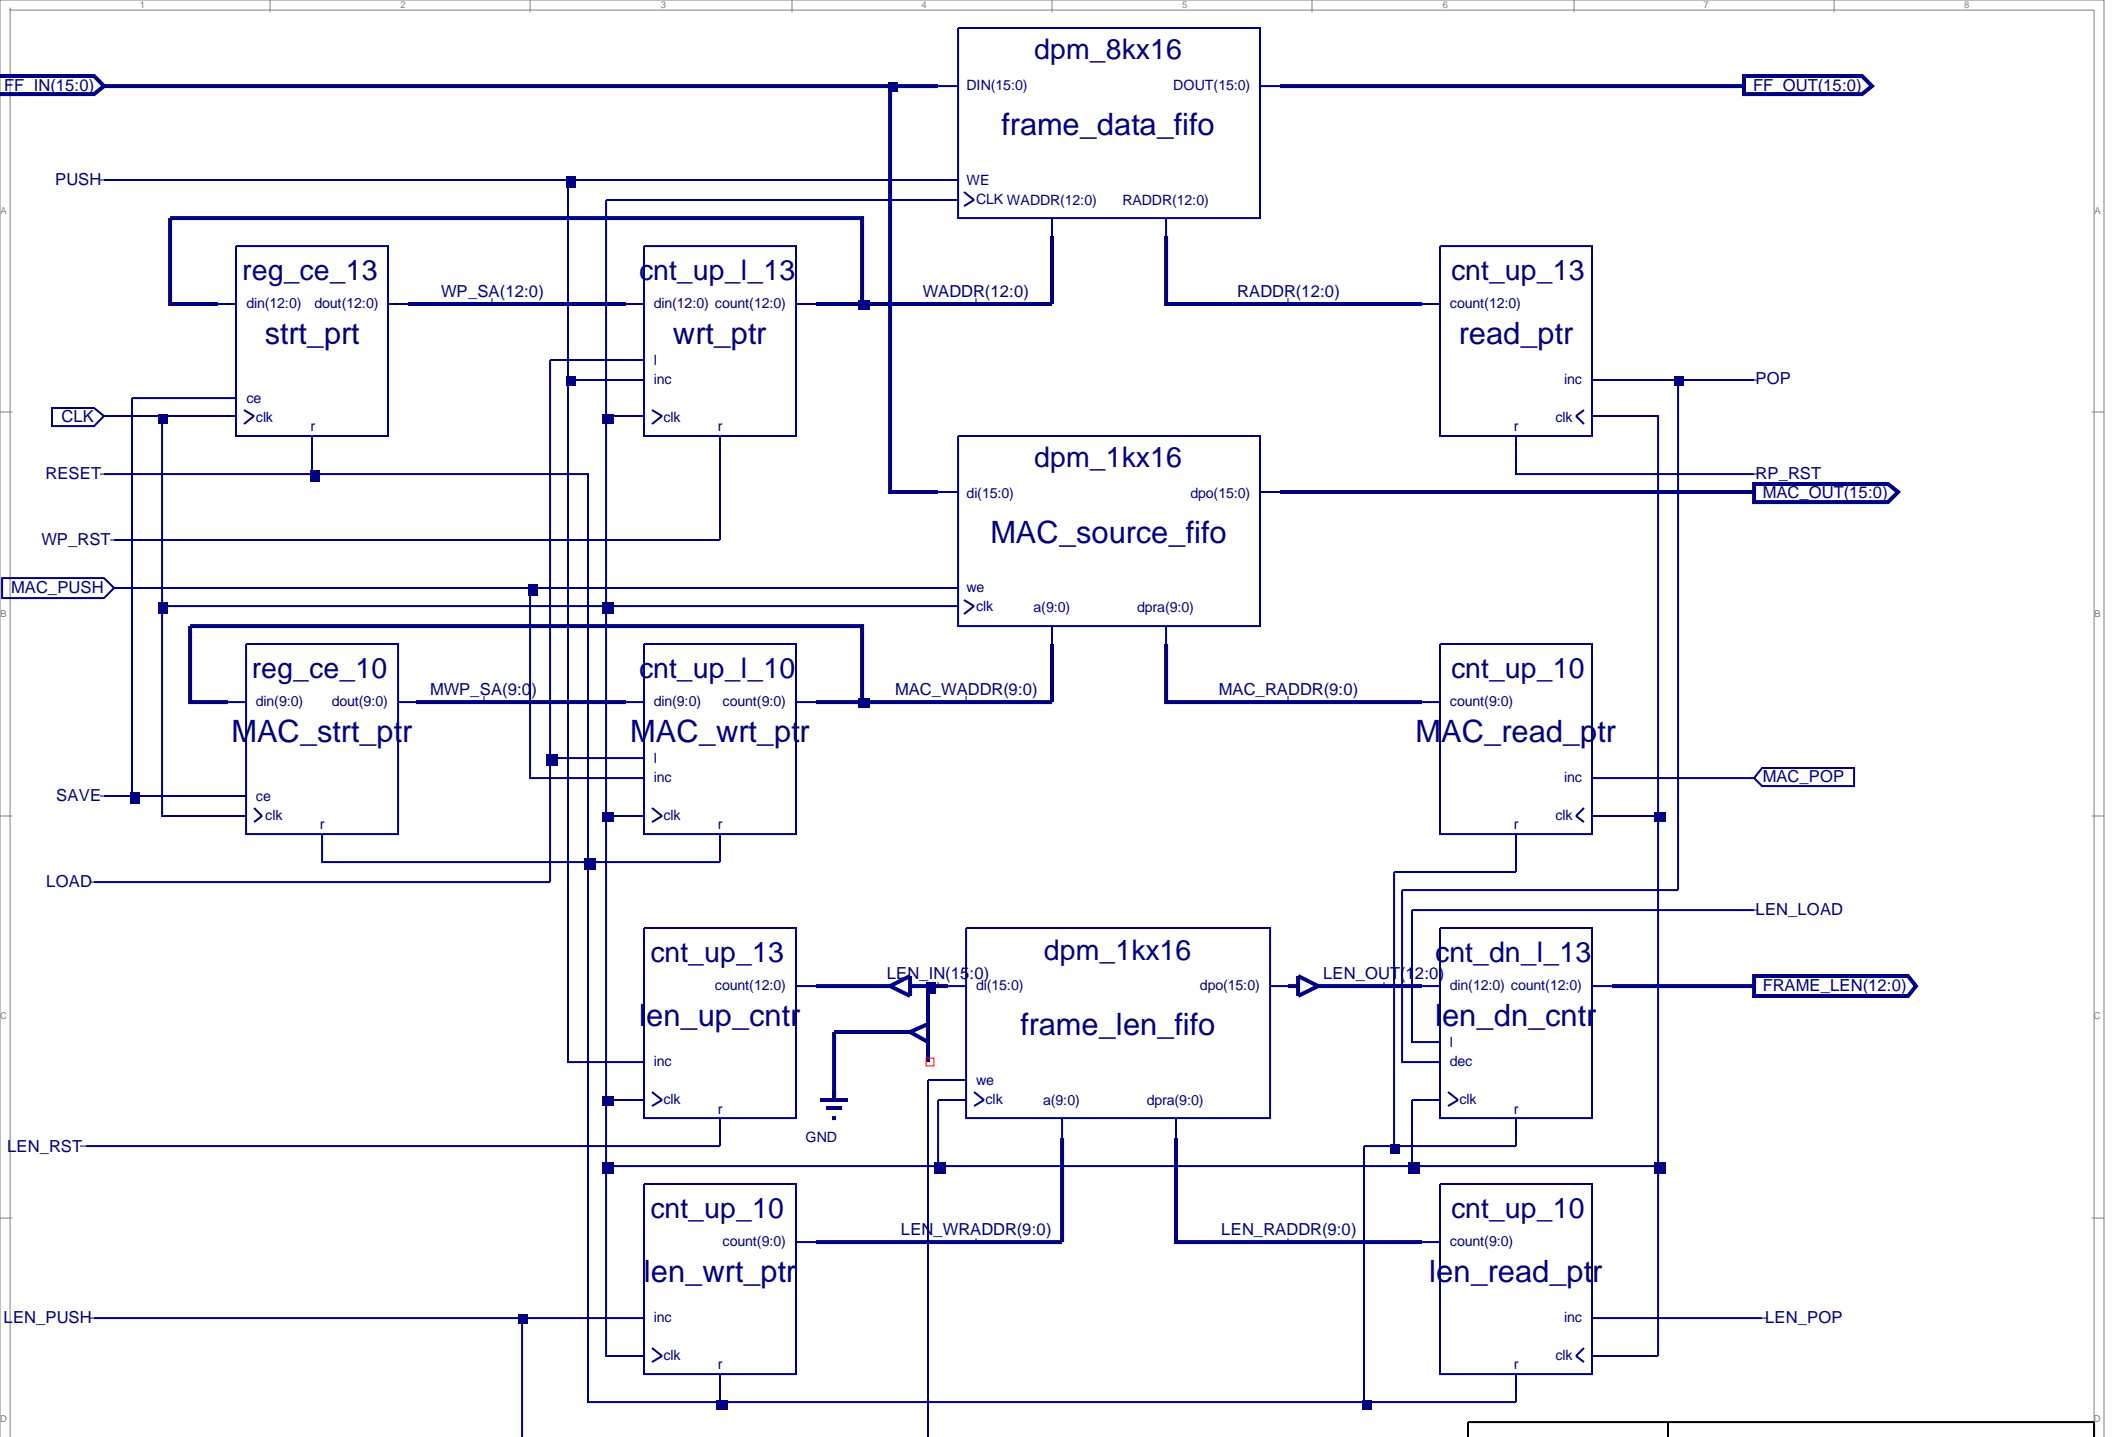 1 2 3 4 5 6 7 8
dpm_8kx16
FF_IN(15:0)
DIN(15:0) DOUT(15:0)
FF_OUT(15:0)
frame_data_fifo
PUSH
WE
CLK WADDR(12:0) RADDR(12:0)
A A
reg_ce_13
cnt_up_l_13
cnt_up_13
din(12:0) dout(12:0)
WP_SA(12:0)
din(12:0) count(12:0)
WADDR(12:0)
RADDR(12:0)
count(12:0)
strt_prt
wrt_ptr
read_ptr
l
inc
inc
POP
ce
CLK
clk
clk
clk
r
r
r
dpm_1kx16
RESET
RP_RST
di(15:0) dpo(15:0)
MAC_OUT(15:0)
MAC_source_fifo
WP_RST
MAC_PUSH
we
clk a(9:0) dpra(9:0)
B B
reg_ce_10
cnt_up_l_10
cnt_up_10
din(9:0) dout(9:0)
MWP_SA(9:0)
din(9:0) count(9:0)
MAC_WADDR(9:0)
MAC_RADDR(9:0)
count(9:0)
MAC_strt_ptr
MAC_wrt_ptr
MAC_read_ptr
l
inc
inc
MAC_POP
SAVE
ce
clk
clk
clk
r
r
r
LOAD
LEN_LOAD
cnt_up_13
dpm_1kx16
cnt_dn_l_13
count(12:0)
LEN_IN(15:0)
di(15:0) dpo(15:0)
LEN_OUT(12:0)
din(12:0) count(12:0)
FRAME_LEN(12:0)
len_up_cntr
frame_len_fifo
len_dn_cntr
C C
l
inc
dec
we
clk
clk a(9:0) dpra(9:0)
clk
r
r
GND
LEN_RST
cnt_up_10
cnt_up_10
count(9:0)
LEN_WRADDR(9:0)
LEN_RADDR(9:0)
count(9:0)
len_wrt_ptr
len_read_ptr
LEN_PUSH
inc
inc
LEN_POP
clk
clk
r
r
D D